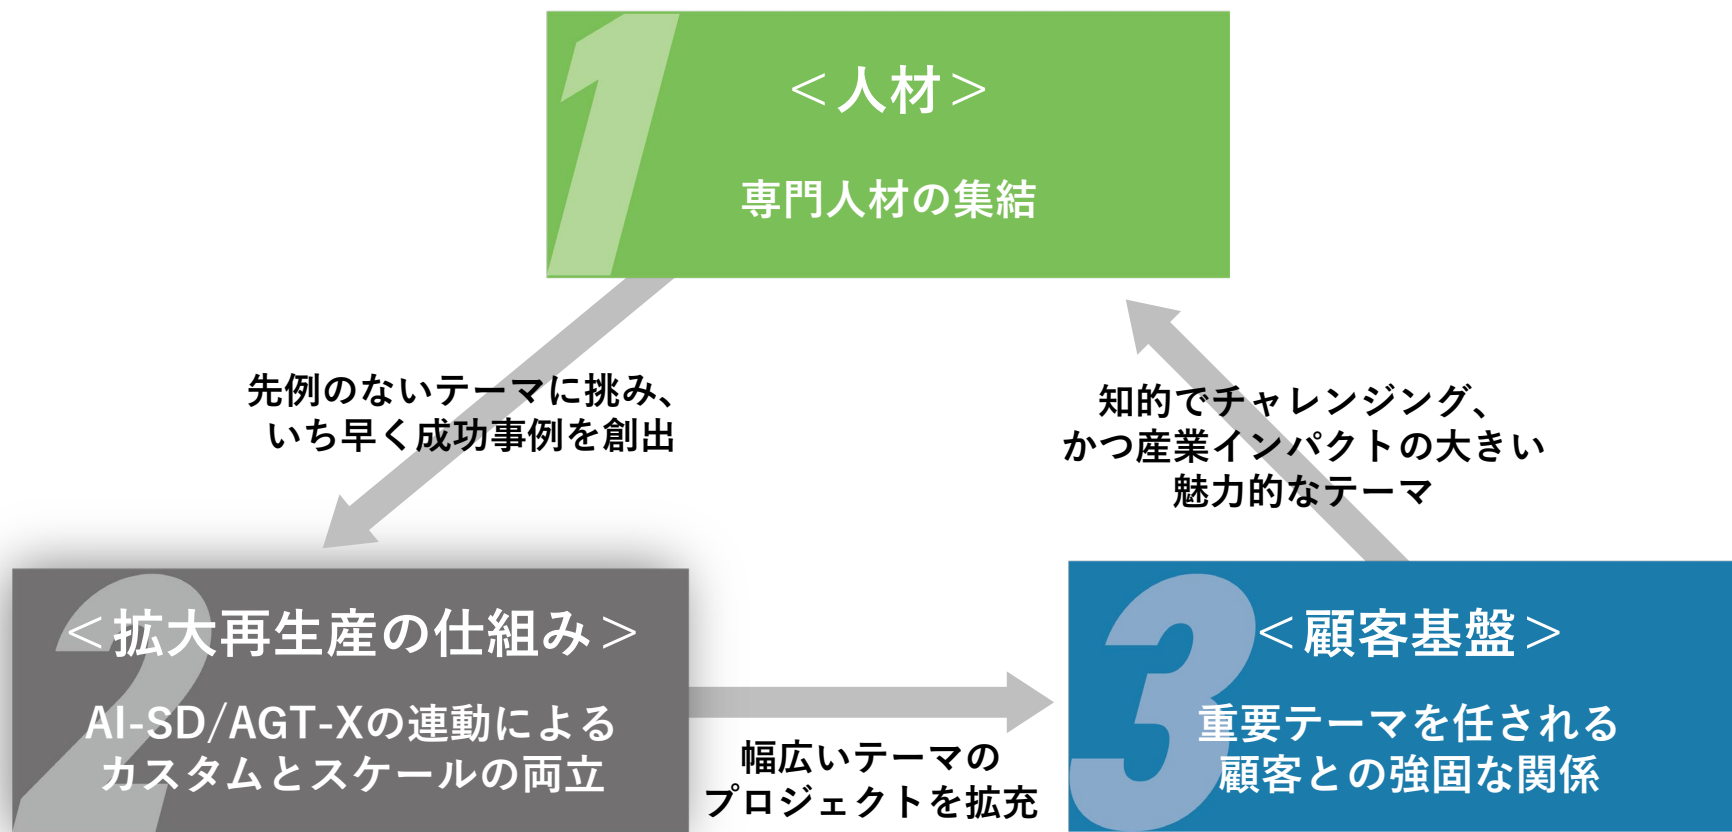 1
＜人材＞
専門人材の集結
先例のないテーマに挑み、
いち早く成功事例を創出
知的でチャレンジング、
かつ産業インパクトの大きい
魅力的なテーマ
2
＜拡大再生産の仕組み＞
AI-SD/AGT-Xの連動による
カスタムとスケールの両立
幅広いテーマの
プロジェクトを拡充
3
＜顧客基盤＞
重要テーマを任される
顧客との強固な関係